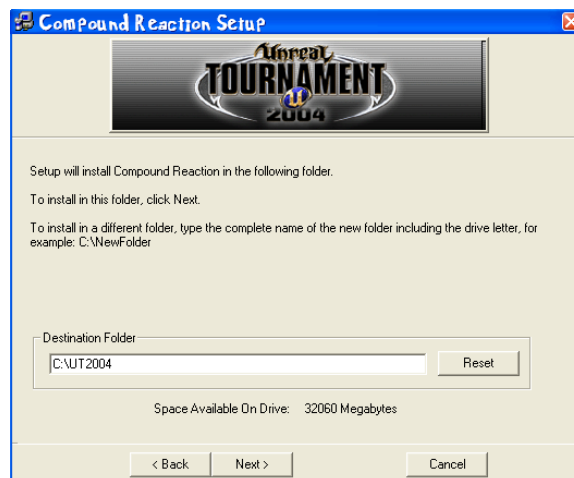 Compound Reaction Setup
Unreal
TOURNAMENT
U
2004
Setup will install Compound Reaction in the following folder.
To install in this folder, click Next.
To install in a different folder, type the complete name of the new folder including the drive letter, for
example: C:\NewFolder
Destination Folder
C:\UT2004
Reset
Space Available On Drive: 32060 Megabytes
< Back
Next >
Cancel